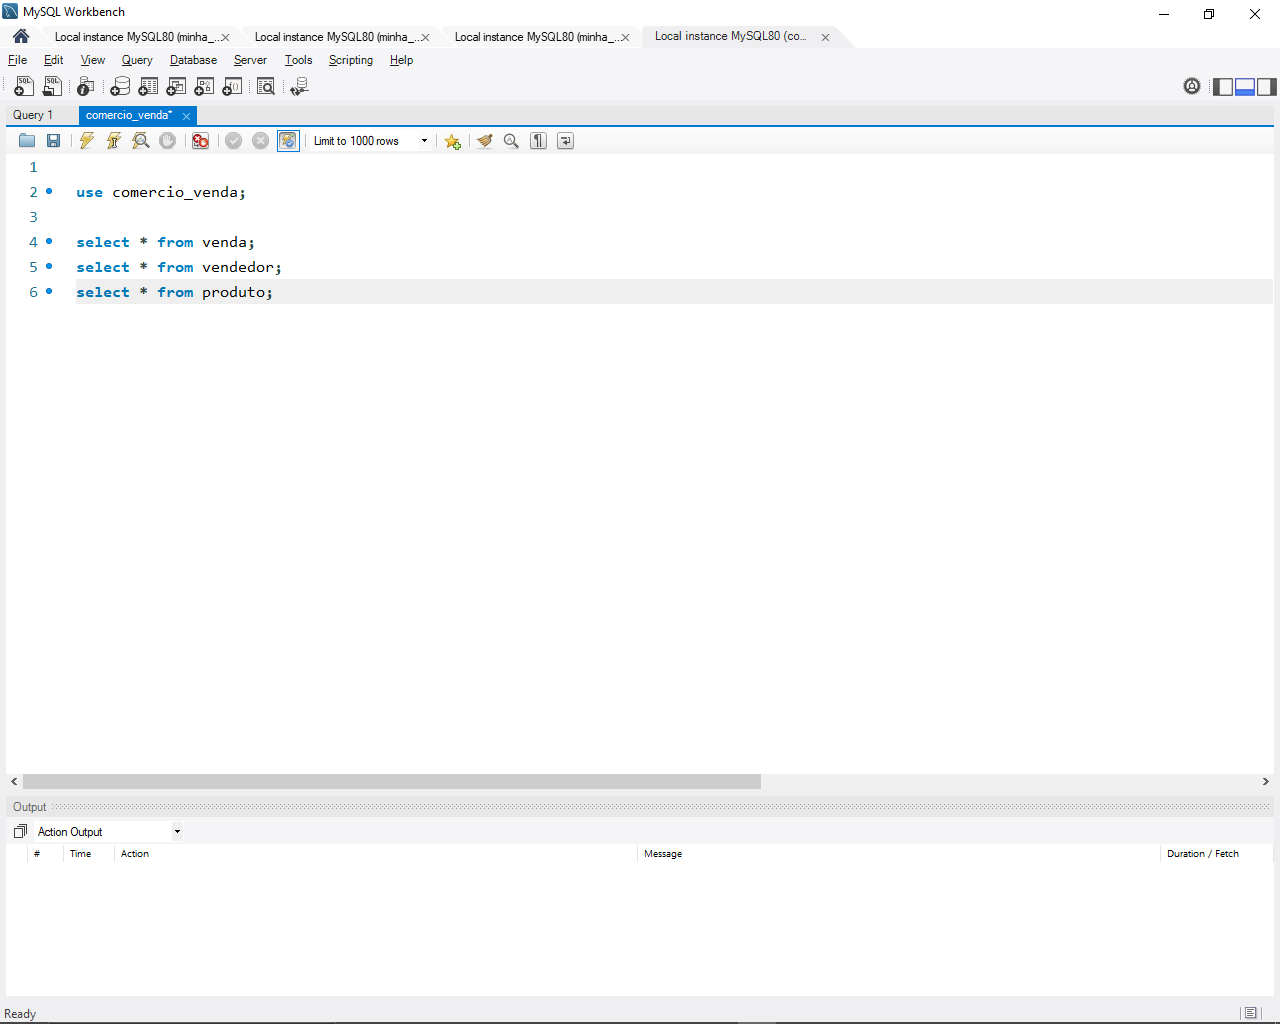 MySQL Workbench
Local instance MySQL80 (minha_...
Local instance MySQL80 (minha_...
Local instance MySQL80 (minha_...
Local instance MySQL80 (co...
File Edit View Query Database Server Tools Scripting Help
Query 1
comercio_venda*
Limit to 1000 rows
1
2 use comercio_venda;
3
4 select * from venda;
5 select * from vendedor;
6 select * from produto;
Output
Action Output
# Time Action Message Duration / Fetch
Ready